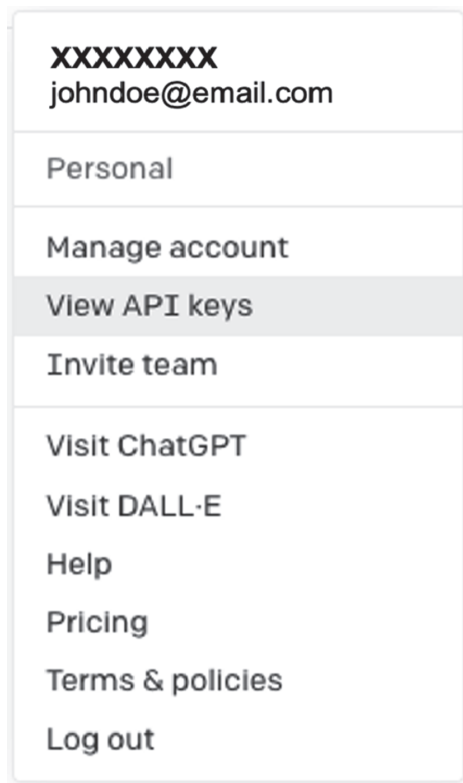 XXXXXXXX
johndoe@email.com
Personal
Manage account
View API keys
Invite team
Visit ChatGPT
Visit DALL·E
Help
Pricing
Terms & policies
Log out